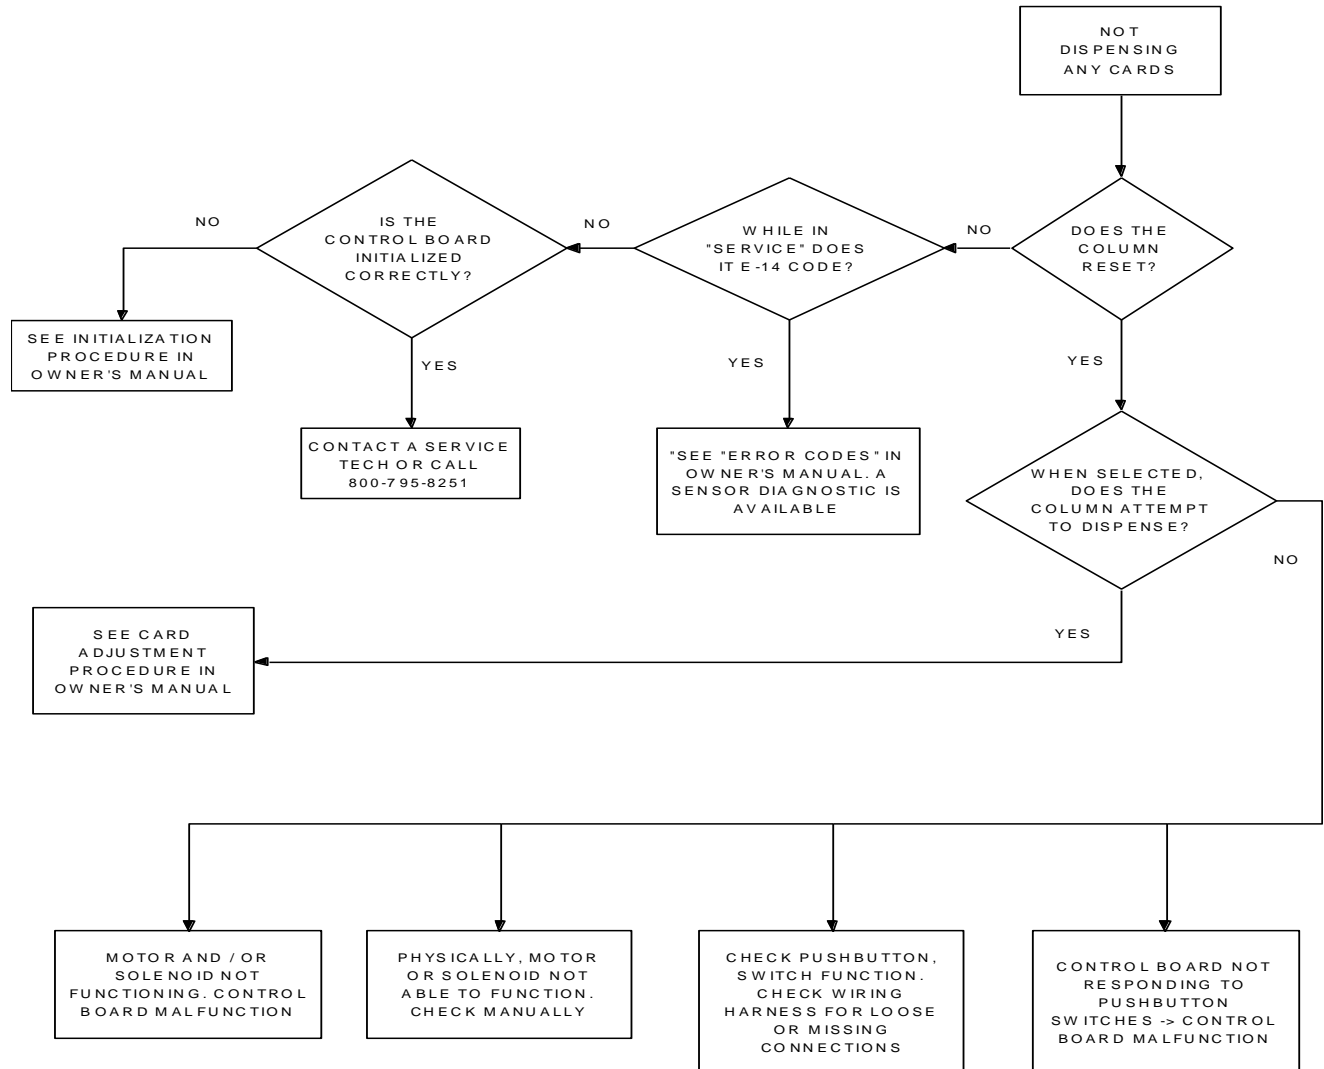 NOT
DISPENSING
ANY CARDS
IS THE
CONTROL BOARD
INITIALIZED
CORRECTLY?
NO
WHILE IN
"SERVICE" DOES
IT E-14 CODE?
NO
DOES THE
COLUMN
RESET?
NO
SEE INITIALIZATION
PROCEDURE IN
OWNER'S MANUAL
YES
YES
YES
CONTACT A SERVICE
TECH OR CALL
800-795-8251
"SEE "ERROR CODES" IN
OWNER'S MANUAL. A
SENSOR DIAGNOSTIC IS
AVAILABLE
WHEN SELECTED,
DOES THE
COLUMN ATTEMPT
TO DISPENSE?
NO
YES
SEE CARD
ADJUSTMENT
PROCEDURE IN
OWNER'S MANUAL
MOTOR AND / OR
SOLENOID NOT
FUNCTIONING. CONTROL
BOARD MALFUNCTION
PHYSICALLY, MOTOR
OR SOLENOID NOT
ABLE TO FUNCTION.
CHECK MANUALLY
CHECK PUSHBUTTON,
SWITCH FUNCTION.
CHECK WIRING
HARNESS FOR LOOSE
OR MISSING
CONNECTIONS
CONTROL BOARD NOT
RESPONDING TO
PUSHBUTTON
SWITCHES -> CONTROL
BOARD MALFUNCTION